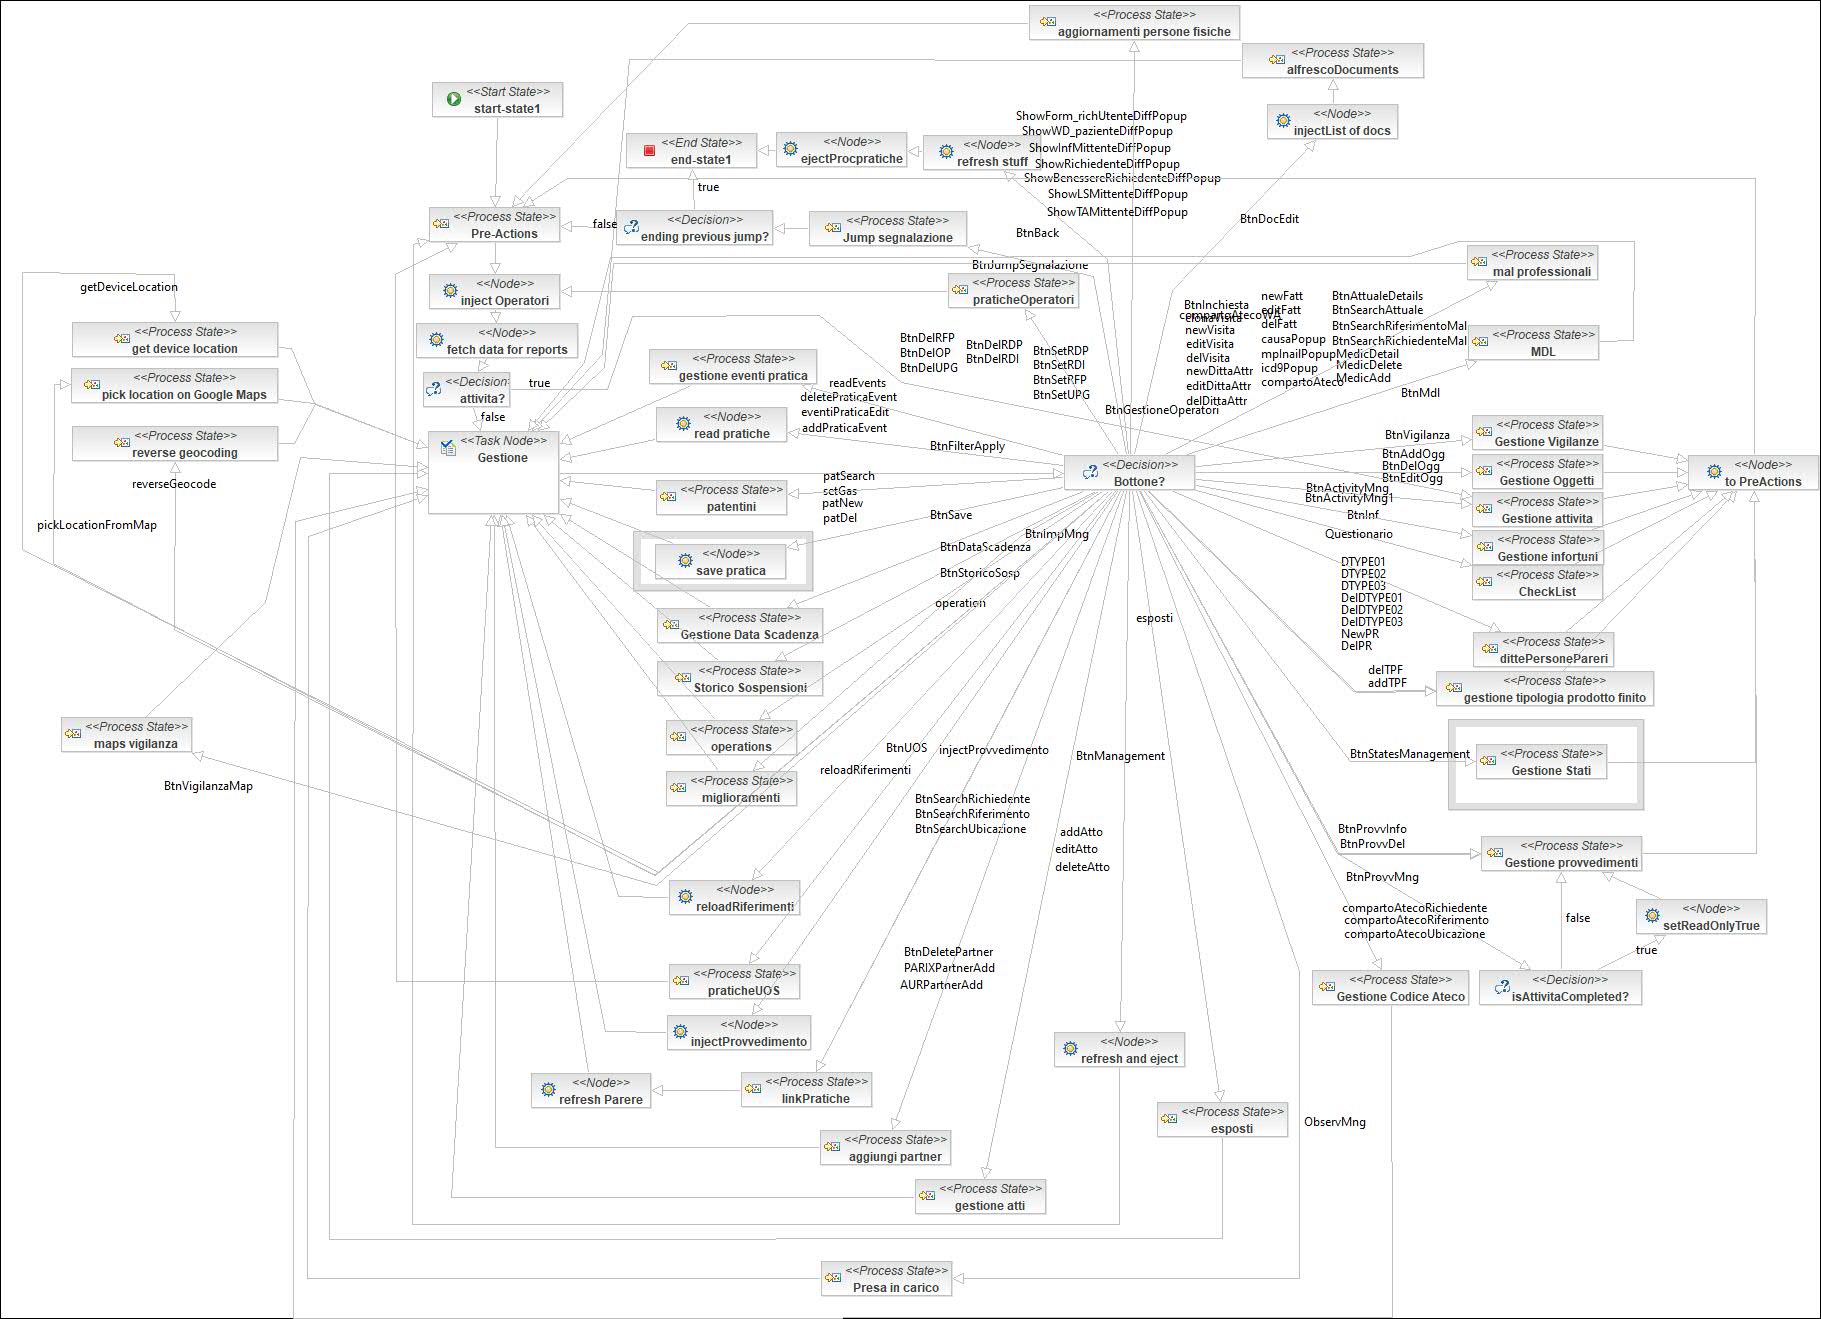 <<Process State>>
aggiornamenti persone fisiche
<<Process State>>
alfrescoDocuments
<<Start State>>
start-state1
<<Node>>
injectList of docs
ShowForm_richUtenteDiffPopup
ShowWD_pazienteDiffPopup
ShowInfMittenteDiffPopup
ShowRichiedenteDiffPopup
ShowBenessereRichiedenteDiffPopup
ShowLSMittenteDiffPopup
ShowTAMittenteDiffPopup
<<End State>>
end-state1
<<Node>>
ejectProcpratiche
<<Node>>
refresh stuff
true
<<Process State>>
Pre-Actions
false
<<Decision>>
ending previous jump?
<<Process State>>
Jump segnalazione
BtnBack
BtnDocEdit
BtnJumpSegnalazione
<<Process State>>
mal professionali
<<Node>>
inject Operatori
<<Process State>>
praticheOperatori
getDeviceLocation
<<Process State>>
get device location
<<Node>>
fetch data for reports
BtnInchiesta
compartoAtecoWA
newVisita
editVisita
delVisita
newDittaAttr
editDittaAttr
delDittaAttr
newFatt
editFatt
delFatt
causaPopup
mpInailPopup
icd9Popup
compartoAteco
BtnAttualeDetails
BtnSearchAttuale
BtnSearchRiferimentoMal
BtnSearchRichiedenteMal
MedicDetail
MedicDelete
MedicAdd
<<Process State>>
MDL
BtnMdl
<<Process State>>
pick location on Google Maps
<<Decision>
attivita?
true
false
<<Process State>>
gestione eventi pratica
BtnDelRFP
BtnDelOP
BtnDelUPG
BtnDelRDP
BtnDelRDI
BtnSetRDP
BtnSetRDI
BtnSetRFP
BtnSetUPG
readEvents
deletePraticaEvent
eventiPraticaEdit
addPraticaEvent
BtnGestioneOperatori
<<Process State>>
reverse geocoding
<<Task Node>>
Gestione
<<Node>>
read pratiche
BtnFilterApply
<<Decision>>
Bottone?
BtnVigilanza
<<Process State>>
Gestione Vigilanze
BtnAddOgg
BtnDelOgg
BtnEditOgg
<<Process State>>
Gestione Oggetti
<<Node>>
to PreActions
reverseGeocode
pickLocationFromMap
<<Process State>>
patentini
patSearch
setGas
patNew
patDel
BtnActivityMng
BtnActivityMng1
<<Process State>>
Gestione attivita
BtnSave
BtnInf
<<Process State>>
Gestione infortuni
<<Node>>
save pratica
BtnImpMng
BtnDataScadenza
Questionario
<<Process State>>
CheckList
BtnStoricoSosp
operation
<<Process State>>
Gestione Data Scadenza
esposti
DTYPE01
DTYPE02
DTYPE03
DelDTYPE01
DelDTYPE02
DelDTYPE03
NewPR
DelPR
<<Process State>>
dittePersonePareri
<<Process State>>
Storico Sospensioni
delTPF
addTPF
<<Process State>>
gestione tipologia prodotto finito
<<Process State>>
maps vigilanza
<<Process State>>
operations
BtnUOS
injectProvvedimento
reloadRiferimenti
BtnManagement
BtnStatesManagement
<<Process State>>
Gestione Stati
BtnVigilanzaMap
<<Process State>>
miglioramenti
BtnSearchRichiedente
BtnSearchRiferimento
BtnSearchUbicazione
addAtto
editAtto
deleteAtto
BtnProvvInfo
BtnProvvDel
<<Process State>>
Gestione provvedimenti
BtnProvvMng
<<Node>>
reloadRiferimenti
compartoAtecoRichiedente
compartoAtecoRiferimento
compartoAtecoUbicazione
false
<<Node>>
setReadOnlyTrue
true
BtnDeletePartner
PARIXPartnerAdd
AURPartnerAdd
<<Process State>>
praticheUOS
<<Process State>>
Gestione Codice Ateco
<<Decision>>
isAttivitaCompleted?
<<Node>>
injectProvvedimento
<<Node>>
refresh and eject
<<Node>>
refresh Parere
<<Process State>>
linkPratiche
<<Process State>>
esposti
ObservMng
<<Process State>>
aggiungi partner
<<Process State>>
gestione atti
<<Process State>>
Presa in carico